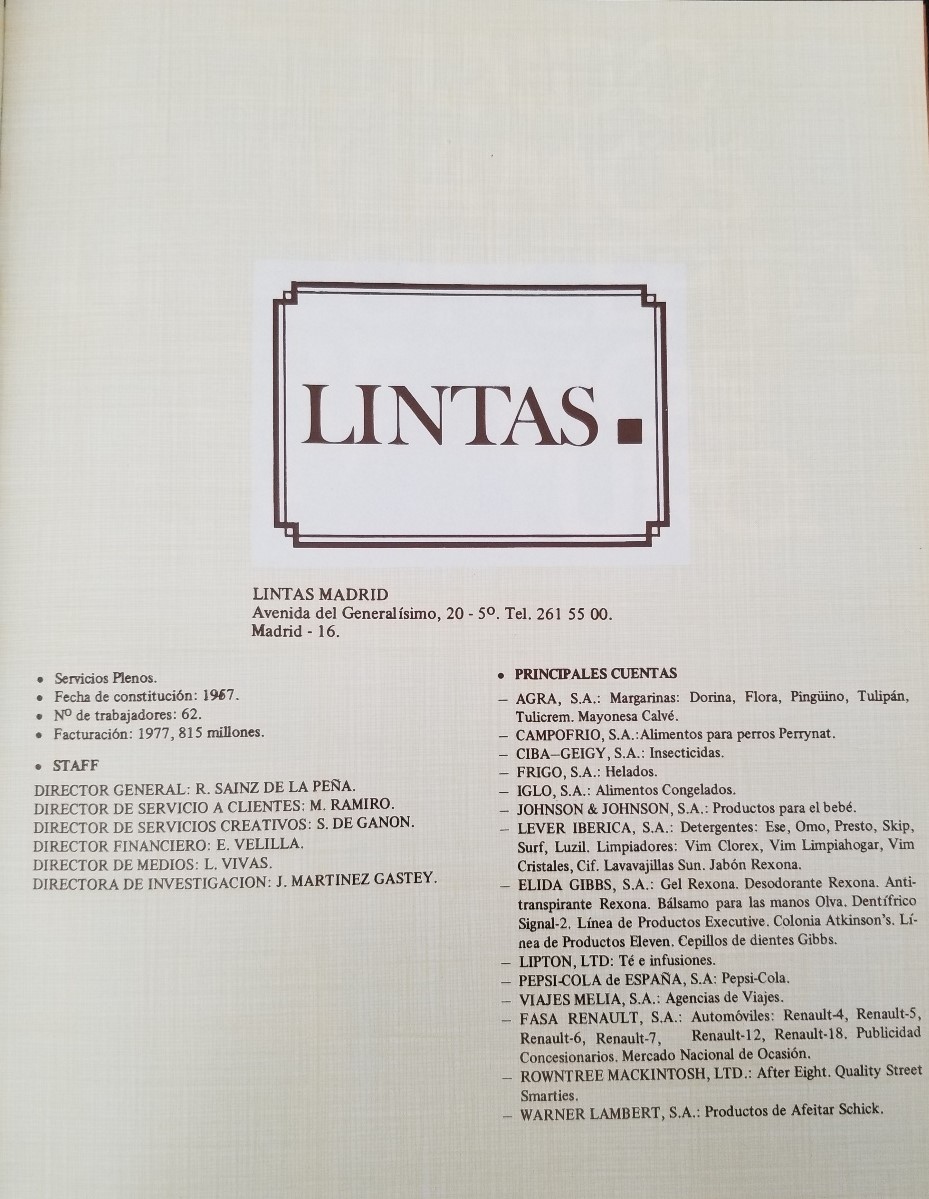 LINTAS.
LINTAS MADRID
Avenida del Generalísimo, 20 - 5º. Tel. 261 55 00.
Madrid - 16.
• Servicios Plenos.
• Fecha de constitución: 1967.
• Nº de trabajadores: 62.
• Facturación: 1977, 815 millones.
• STAFF
DIRECTOR GENERAL: R. SAINZ DE LA PEÑA.
DIRECTOR DE SERVICIO A CLIENTES: M. RAMIRO.
DIRECTOR DE SERVICIOS CREATIVOS: S. DE GANON.
DIRECTOR FINANCIERO: E. VELILLA.
DIRECTOR DE MEDIOS: L. VIVAS.
DIRECTORA DE INVESTIGACION: J. MARTINEZ GASTEY.
• PRINCIPALES CUENTAS
– AGRA, S.A.: Margarinas: Dorina, Flora, Pingüino, Tulipán,
Tulicrem. Mayonesa Calvé.
– CAMPOFRIO, S.A.:Alimentos para perros Perrynat.
– CIBA–GEIGY, S.A.: Insecticidas.
– FRIGO, S.A.: Helados.
– IGLO, S.A.: Alimentos Congelados.
– JOHNSON & JOHNSON, S.A.: Productos para el bebé.
– LEVER IBERICA, S.A.: Detergentes: Ese, Omo, Presto, Skip,
Surf, Luzil. Limpiadores: Vim Clorex, Vim Limpiahogar, Vim
Cristales, Cif. Lavavajillas Sun. Jabón Rexona.
– ELIDA GIBBS, S.A.: Gel Rexona. Desodorante Rexona. Anti-
transpirante Rexona. Bálsamo para las manos Olva. Dentífrico
Signal-2. Línea de Productos Executive. Colonia Atkinson's. Lí-
nea de Productos Eleven. Cepillos de dientes Gibbs.
– LIPTON, LTD: Té e infusiones.
– PEPSI-COLA de ESPAÑA, S.A: Pepsi-Cola.
– VIAJES MELIA, S.A.: Agencias de Viajes.
– FASA RENAULT, S.A.: Automóviles: Renault-4, Renault-5,
Renault-6, Renault-7, Renault-12, Renault-18. Publicidad
Concesionarios. Mercado Nacional de Ocasión.
– ROWNTREE MACKINTOSH, LTD.: After Eight. Quality Street
Smarties.
– WARNER LAMBERT, S.A.: Productos de Afeitar Schick.